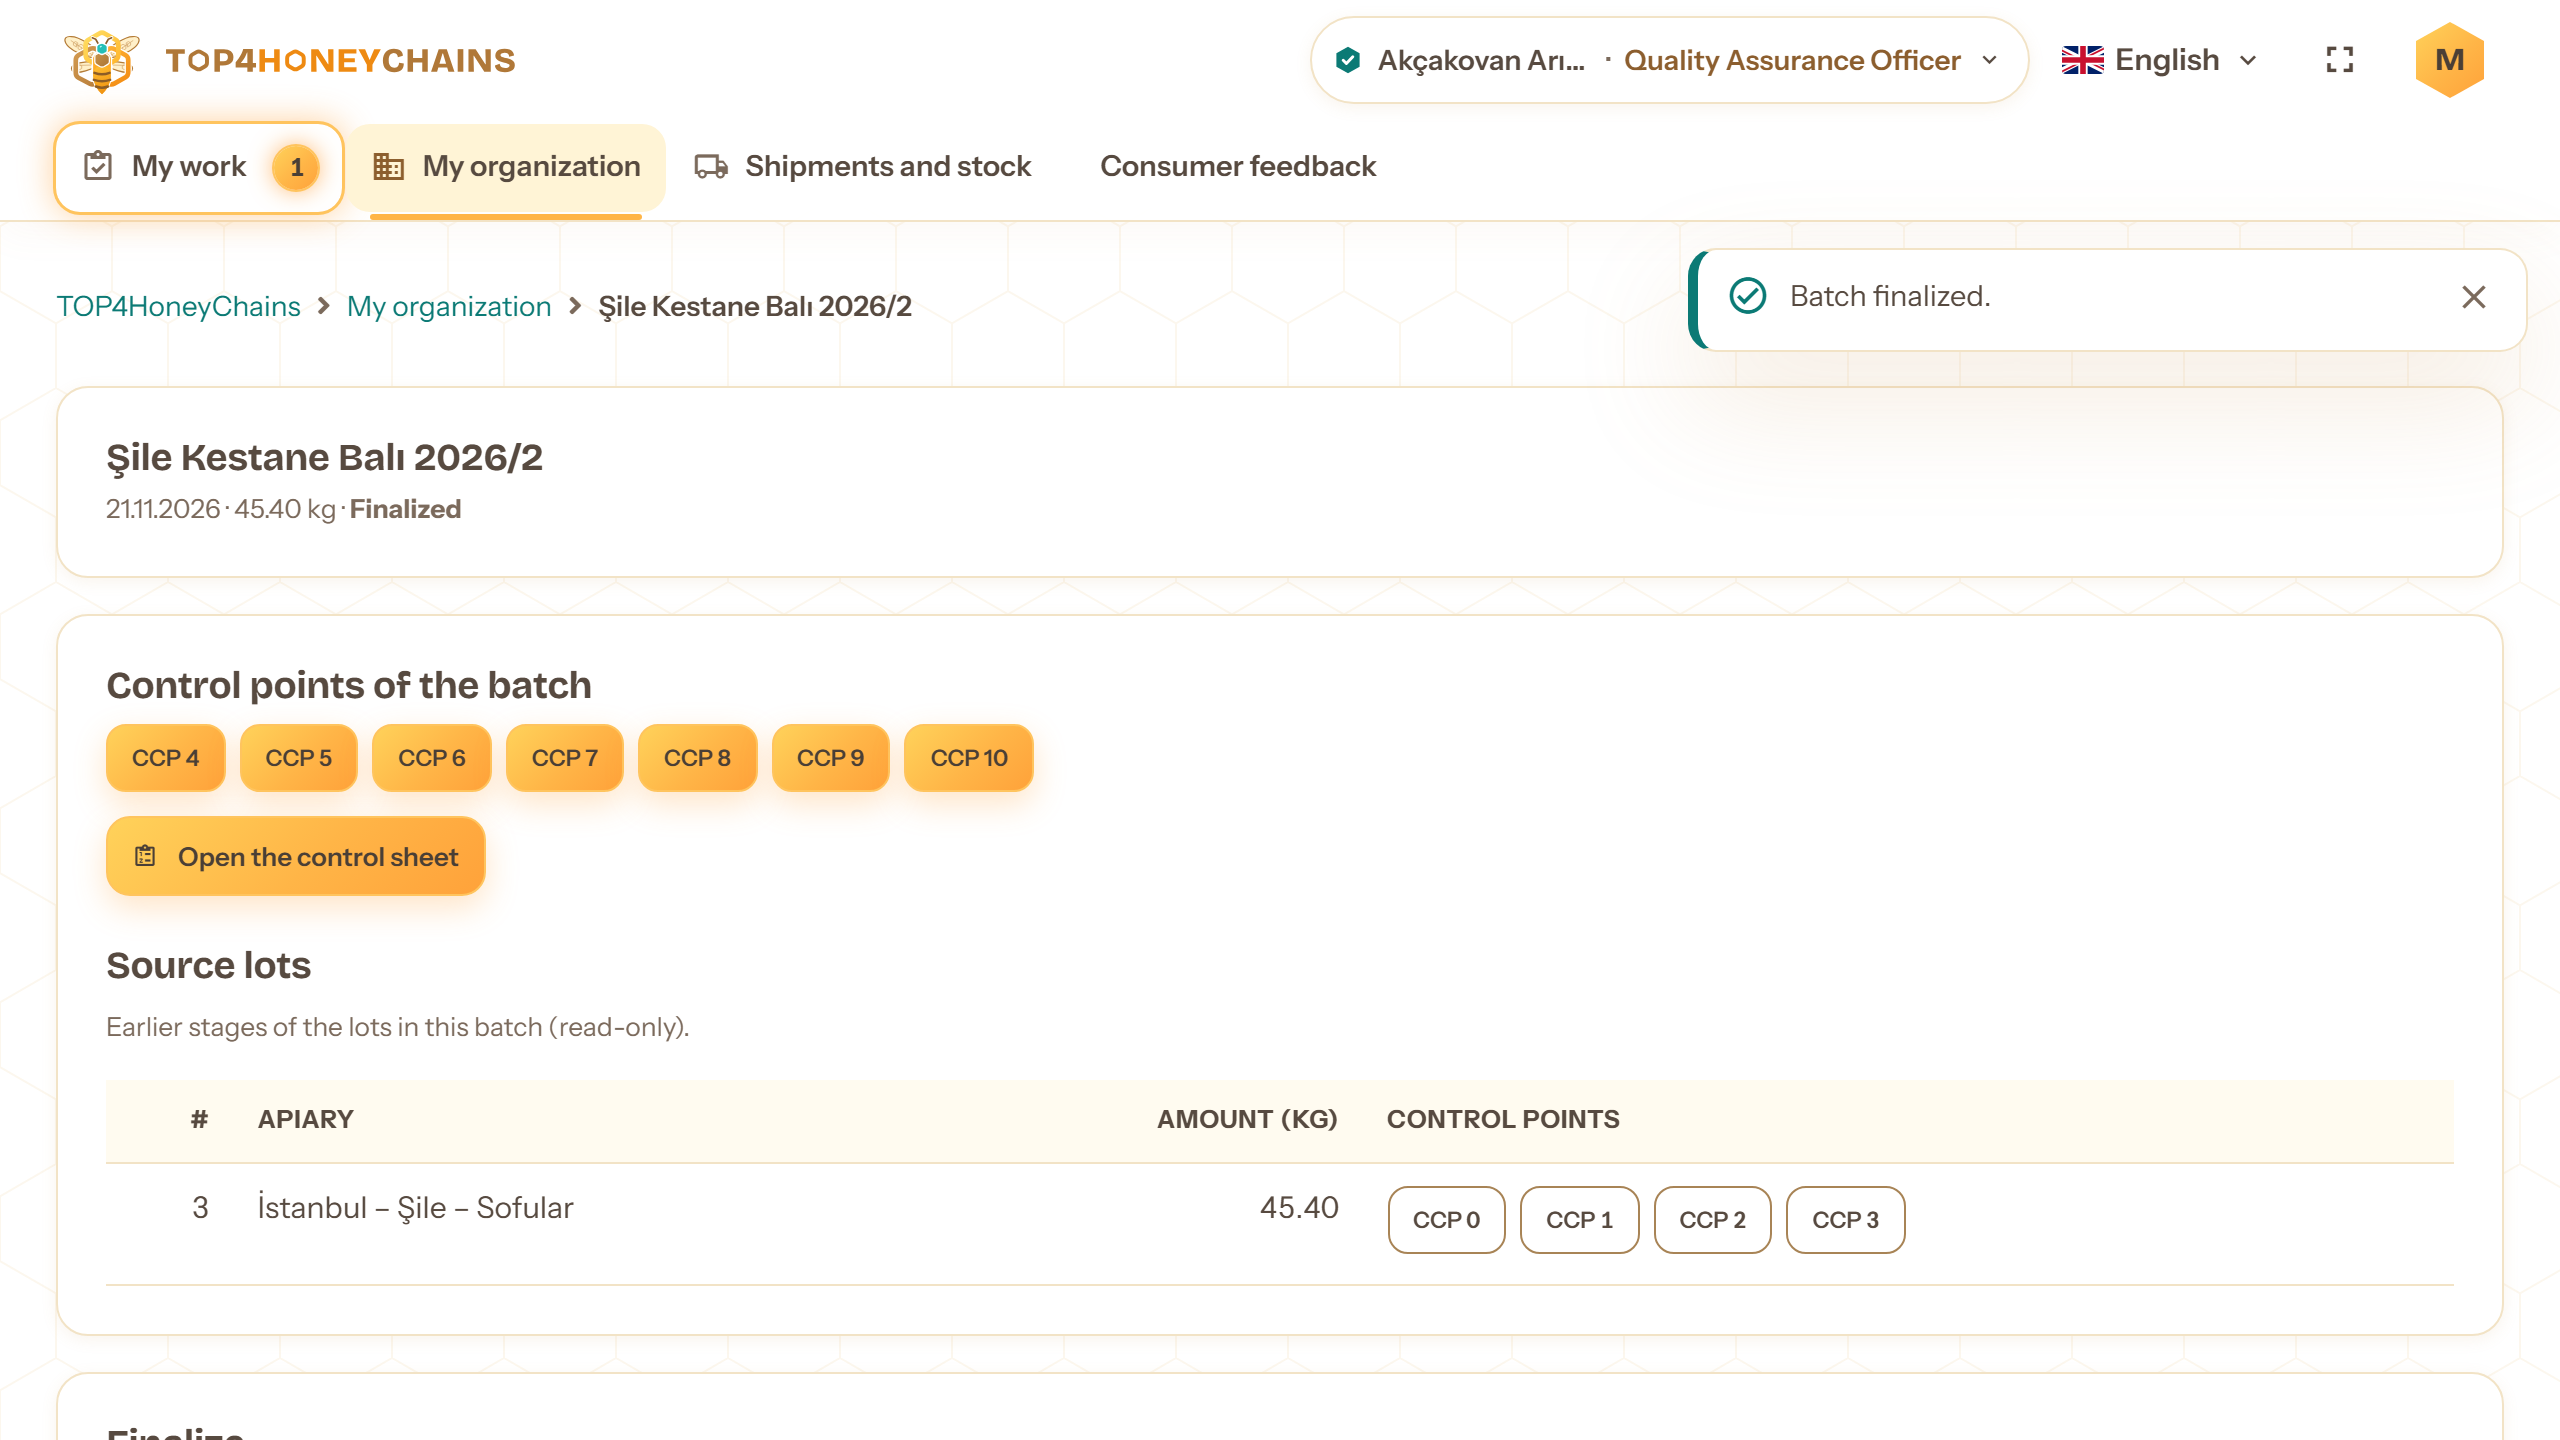 TOP4HONEYCHAINS
Akçakovan Arı... · Quality Assurance Officer
English
M
My work 1
My organization
Shipments and stock
Consumer feedback
TOP4HoneyChains > My organization > Şile Kestane Balı 2026/2
Batch finalized.
Şile Kestane Balı 2026/2
21.11.2026 · 45.40 kg · Finalized
Control points of the batch
CCP 4 CCP 5 CCP 6 CCP 7 CCP 8 CCP 9 CCP 10
Open the control sheet
Source lots
Earlier stages of the lots in this batch (read-only).
# APIARY AMOUNT (KG) CONTROL POINTS
3 İstanbul – Şile – Sofular 45.40 CCP 0 CCP 1 CCP 2 CCP 3
Finalize